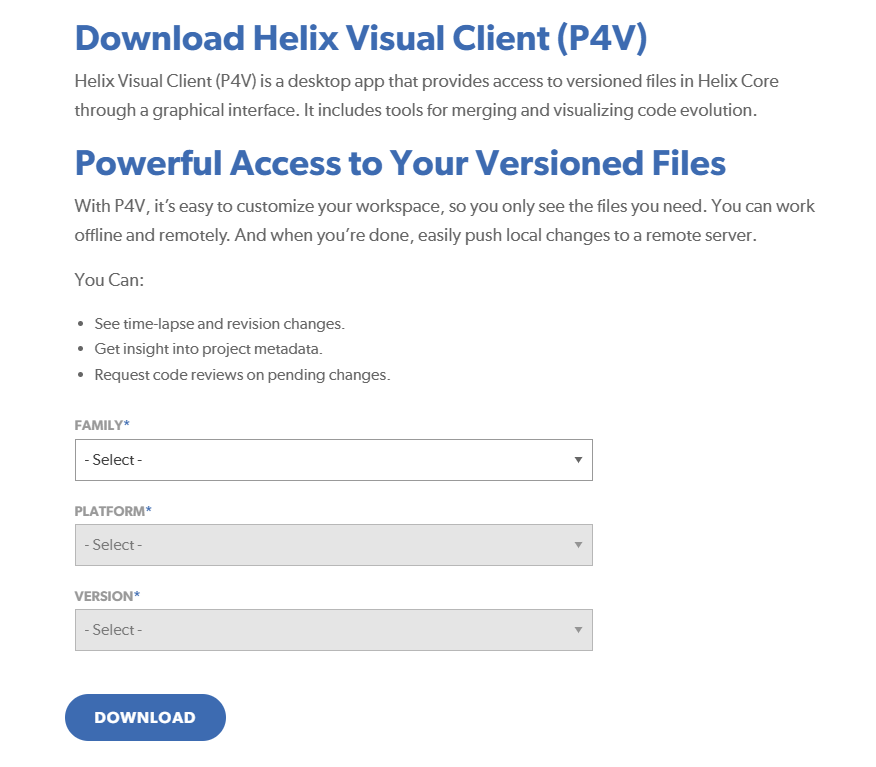 Download Helix Visual Client (P4V)
Helix Visual Client (P4V) is a desktop app that provides access to versioned files in Helix Core
through a graphical interface. It includes tools for merging and visualizing code evolution.
Powerful Access to Your Versioned Files
With P4V, it’s easy to customize your workspace, so you only see the files you need. You can work
offline and remotely. And when you’re done, easily push local changes to a remote server.
You Can:
• See time-lapse and revision changes.
• Get insight into project metadata.
• Request code reviews on pending changes.
FAMILY*
- Select -
PLATFORM*
- Select -
VERSION*
- Select -
DOWNLOAD